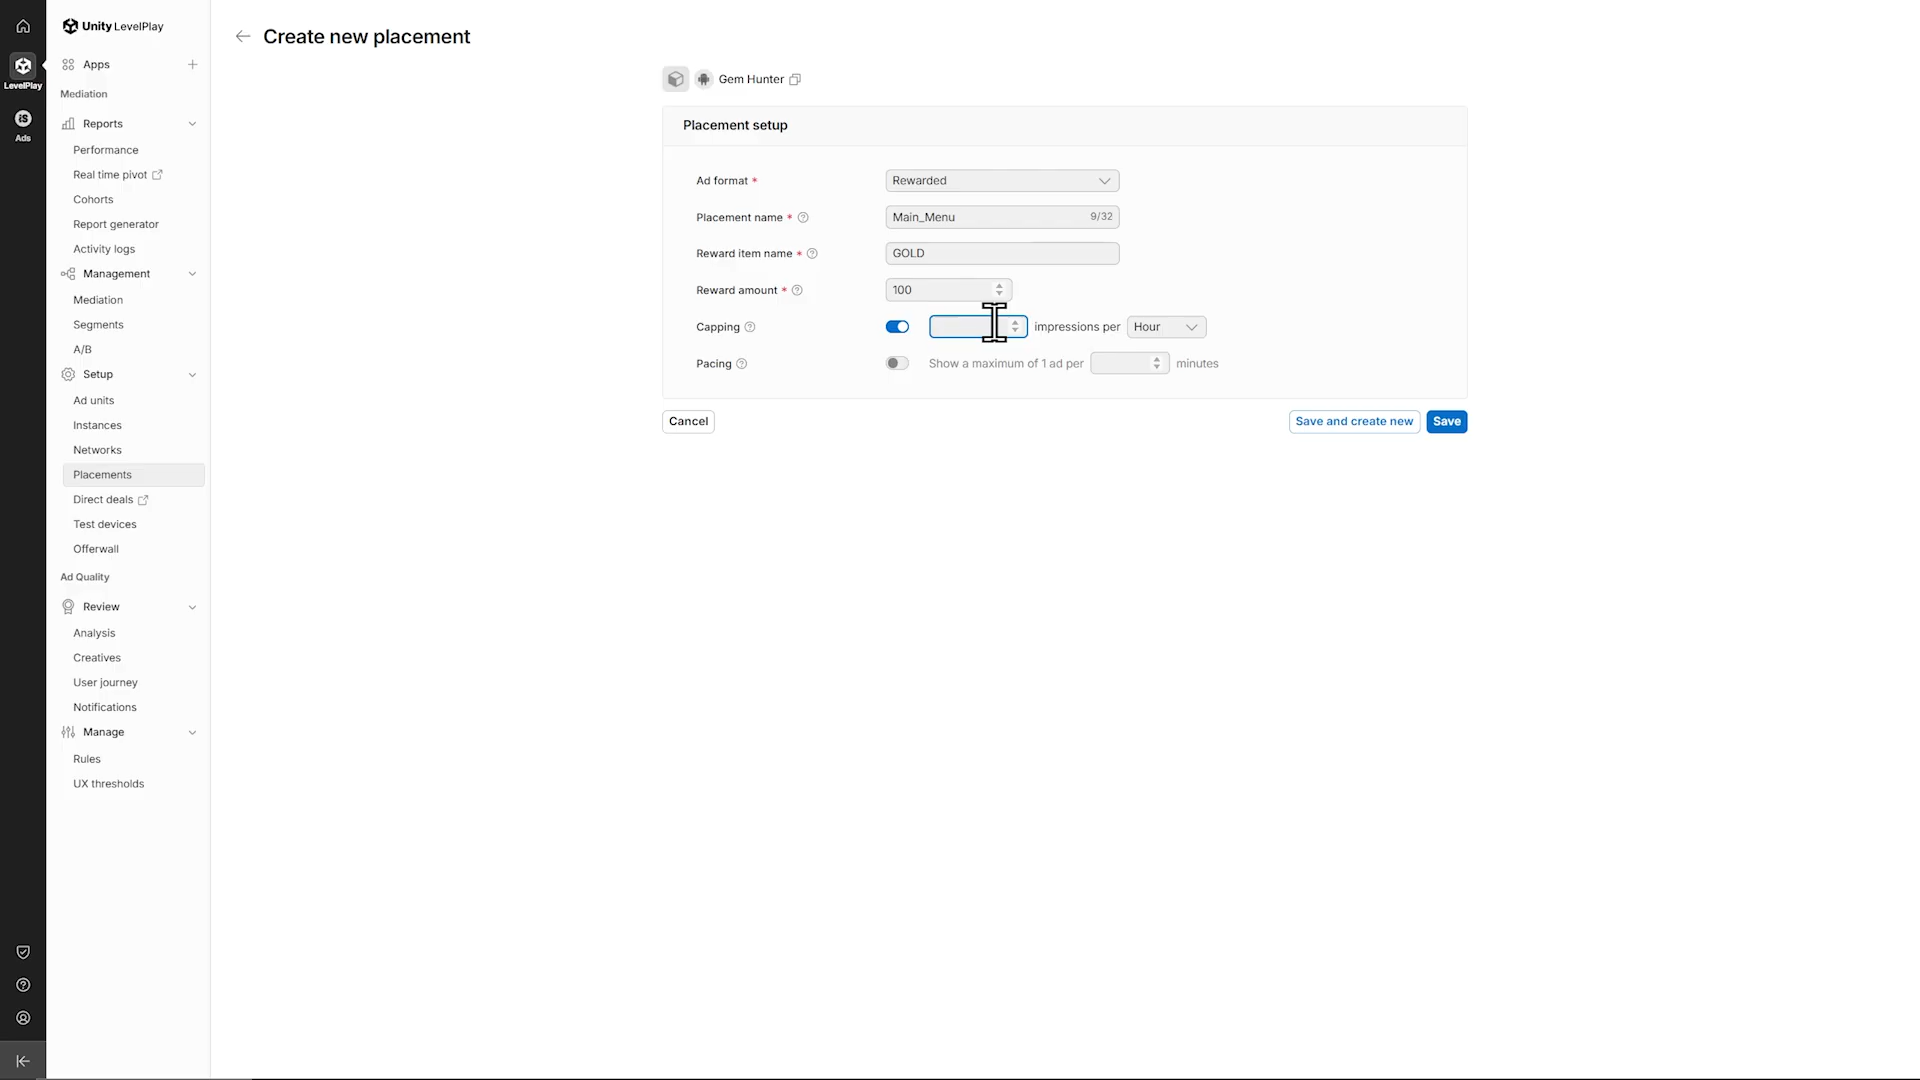 Unity LevelPlay
Create new placement
Apps
LevelPlay
Gem Hunter
Mediation
iS
Ads
Reports
Placement setup
Performance
Real time pivot
Ad format *
Rewarded
Cohorts
Placement name *
Main_Menu 9/32
Report generator
Activity logs
Reward item name *
GOLD
Management
Reward amount *
100
Mediation
Segments
Capping
impressions per
Hour
A/B
Pacing
Show a maximum of 1 ad per
minutes
Setup
Ad units
Cancel
Save and create new
Save
Instances
Networks
Placements
Direct deals
Test devices
Offerwall
Ad Quality
Review
Analysis
Creatives
User journey
Notifications
Manage
Rules
UX thresholds